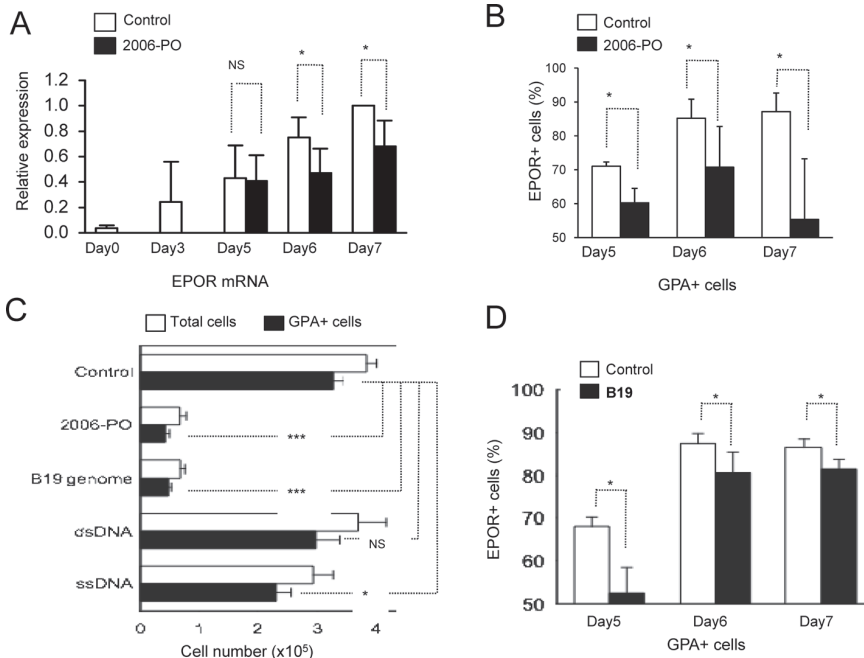 A
Control
2006-PO
NS
*
*
Relative expression
1.2
1.0
0.8
0.6
0.4
0.2
0.0
Day0 Day3 Day5 Day6 Day7
EPOR mRNA
B
Control
2006-PO
*
*
*
EPOR+ cells (%)
100
90
80
70
60
50
Day5 Day6 Day7
GPA+ cells
C
Total cells GPA+ cells
Control
2006-PO
***
B19 genome
***
dsDNA
NS
ssDNA
*
0 1 2 3 4
Cell number (x10⁵)
D
Control
B19
*
*
*
EPOR+ cells (%)
100
90
80
70
60
50
Day5 Day6 Day7
GPA+ cells